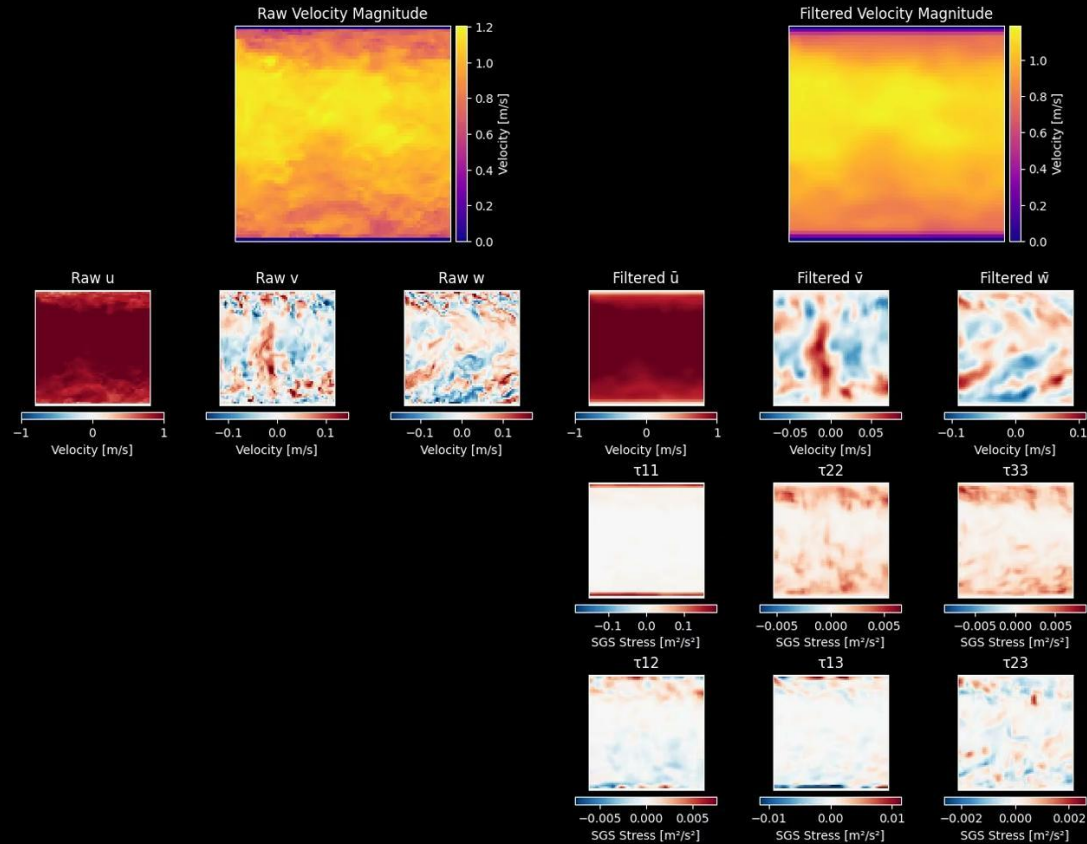 Raw Velocity Magnitude
1.2
1.0
0.8
0.6
0.4
0.2
0.0
Velocity [m/s]
Filtered Velocity Magnitude
1.0
0.8
0.6
0.4
0.2
0.0
Velocity [m/s]
Raw u
−1 0 1
Velocity [m/s]
Raw v
−0.1 0.0 0.1
Velocity [m/s]
Raw w
−0.1 0.0 0.1
Velocity [m/s]
Filtered ū
−1 0 1
Velocity [m/s]
Filtered v̄
−0.05 0.00 0.05
Velocity [m/s]
Filtered w̄
−0.1 0.0 0.1
Velocity [m/s]
τ11
−0.1 0.0 0.1
SGS Stress [m²/s²]
τ22
−0.005 0.000 0.005
SGS Stress [m²/s²]
τ33
−0.005 0.000 0.005
SGS Stress [m²/s²]
τ12
−0.005 0.000 0.005
SGS Stress [m²/s²]
τ13
−0.01 0.00 0.01
SGS Stress [m²/s²]
τ23
−0.002 0.000 0.002
SGS Stress [m²/s²]